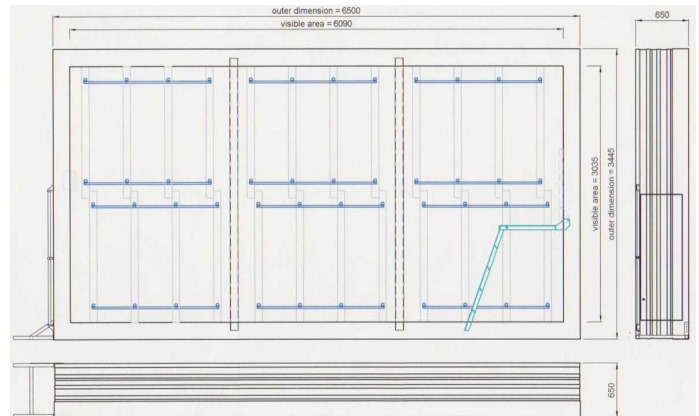 outer dimension = 6500
visible area = 6090
650
visible area = 3035
outer dimension = 3445
650